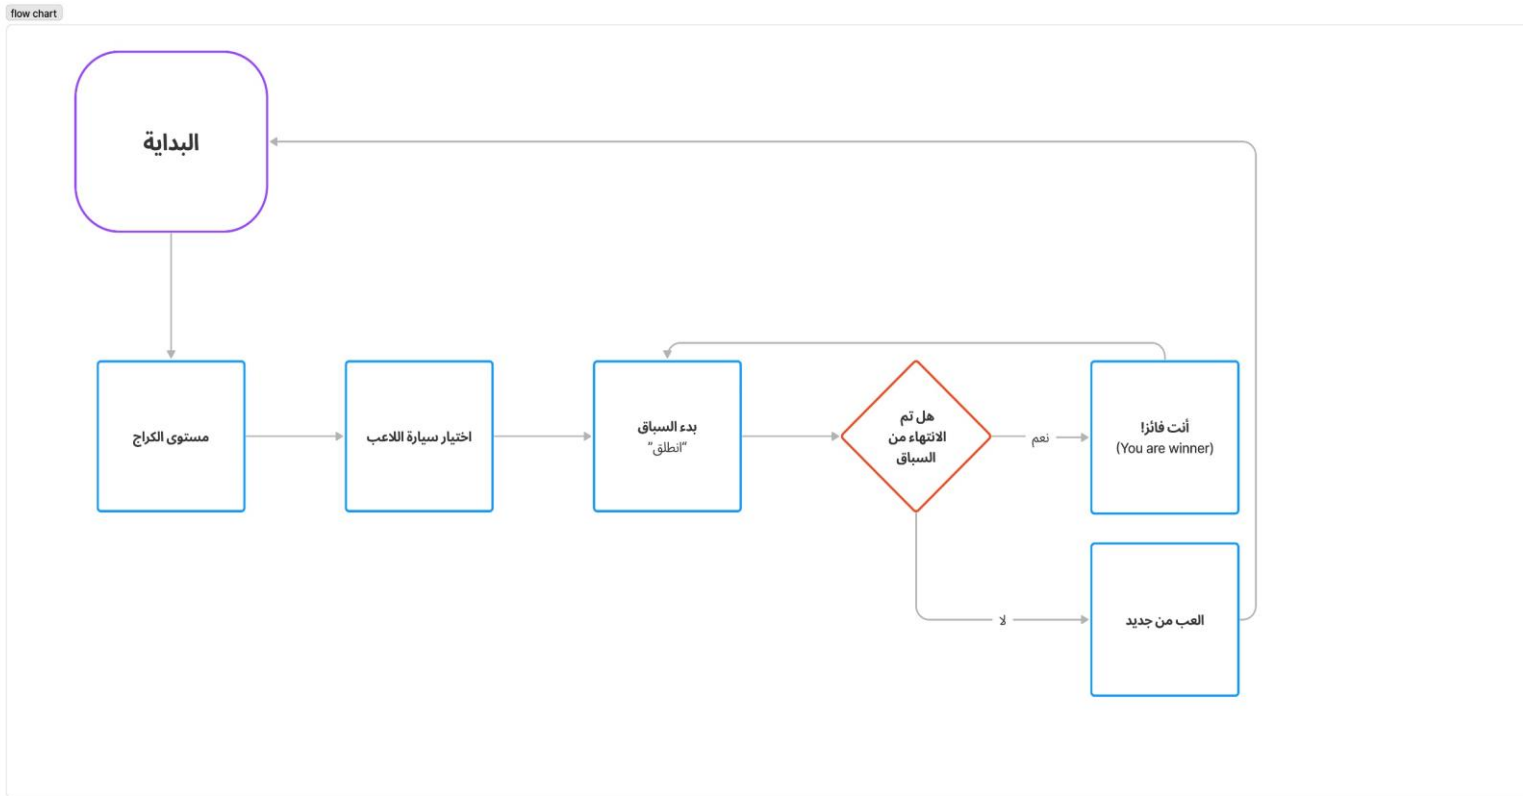 flow chart
البداية
مستوى الكراج
اختيار سيارة اللاعب
بدء السباق
"انطلق"
هل تم
الانتهاء من
السباق
نعم
أنت فائز!
(You are winner)
لا
العب من جديد